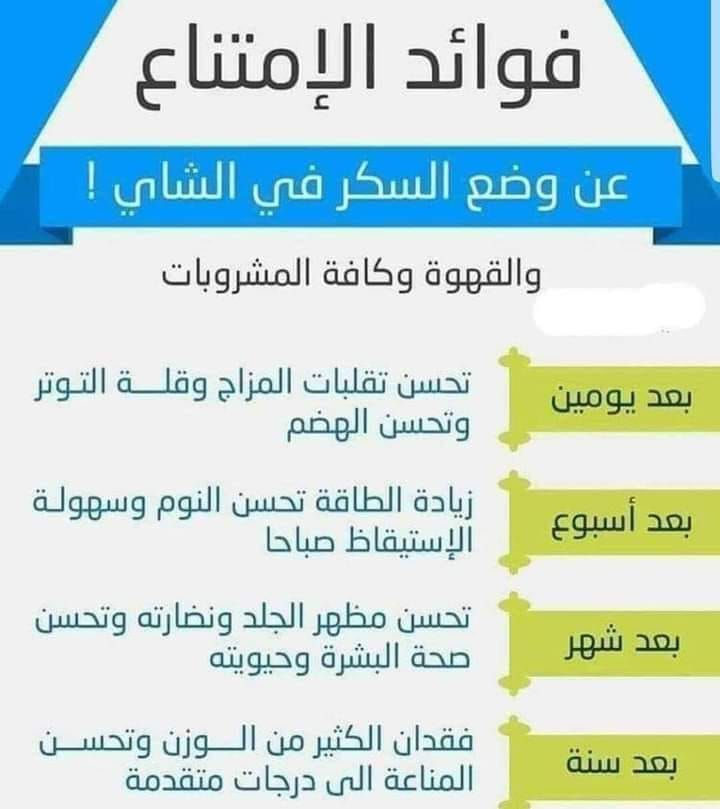 فوائد الإمتناع
عن وضع السكر في الشاي !
والقهوة وكافة المشروبات
بعد يومين
تحسن تقلبات المزاج وقلـــة التوتر
وتحسن الهضم
بعد أسبوع
زيادة الطاقة تحسن النوم وسهولة
الإستيقاظ صباحا
بعد شهر
تحسن مظهر الجلد ونضارته وتحسن
صحة البشرة وحيويته
بعد سنة
فقدان الكثير من الـــوزن وتحســن
المناعة الى درجات متقدمة